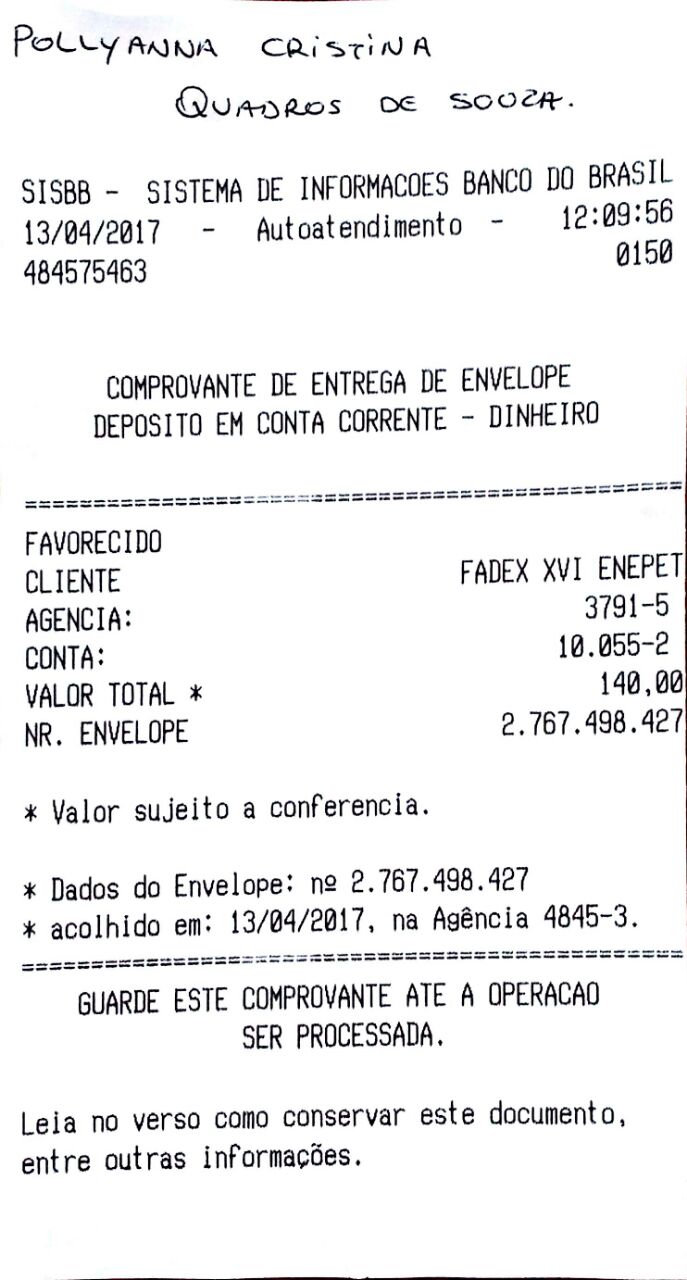 POLLYANNA CRISTINA
QUADROS DE SOUZA.
SISBB - SISTEMA DE INFORMACOES BANCO DO BRASIL
13/04/2017 - Autoatendimento - 12:09:56
484575463 0150
COMPROVANTE DE ENTREGA DE ENVELOPE
DEPOSITO EM CONTA CORRENTE - DINHEIRO
================================================
FAVORECIDO
CLIENTE FADEX XVI ENEPET
AGENCIA: 3791-5
CONTA: 10.055-2
VALOR TOTAL * 140,00
NR. ENVELOPE 2.767.498.427
* Valor sujeito a conferencia.
* Dados do Envelope: nº 2.767.498.427
* acolhido em: 13/04/2017, na Agência 4845-3.
================================================
GUARDE ESTE COMPROVANTE ATE A OPERACAO
SER PROCESSADA.
Leia no verso como conservar este documento,
entre outras informações.